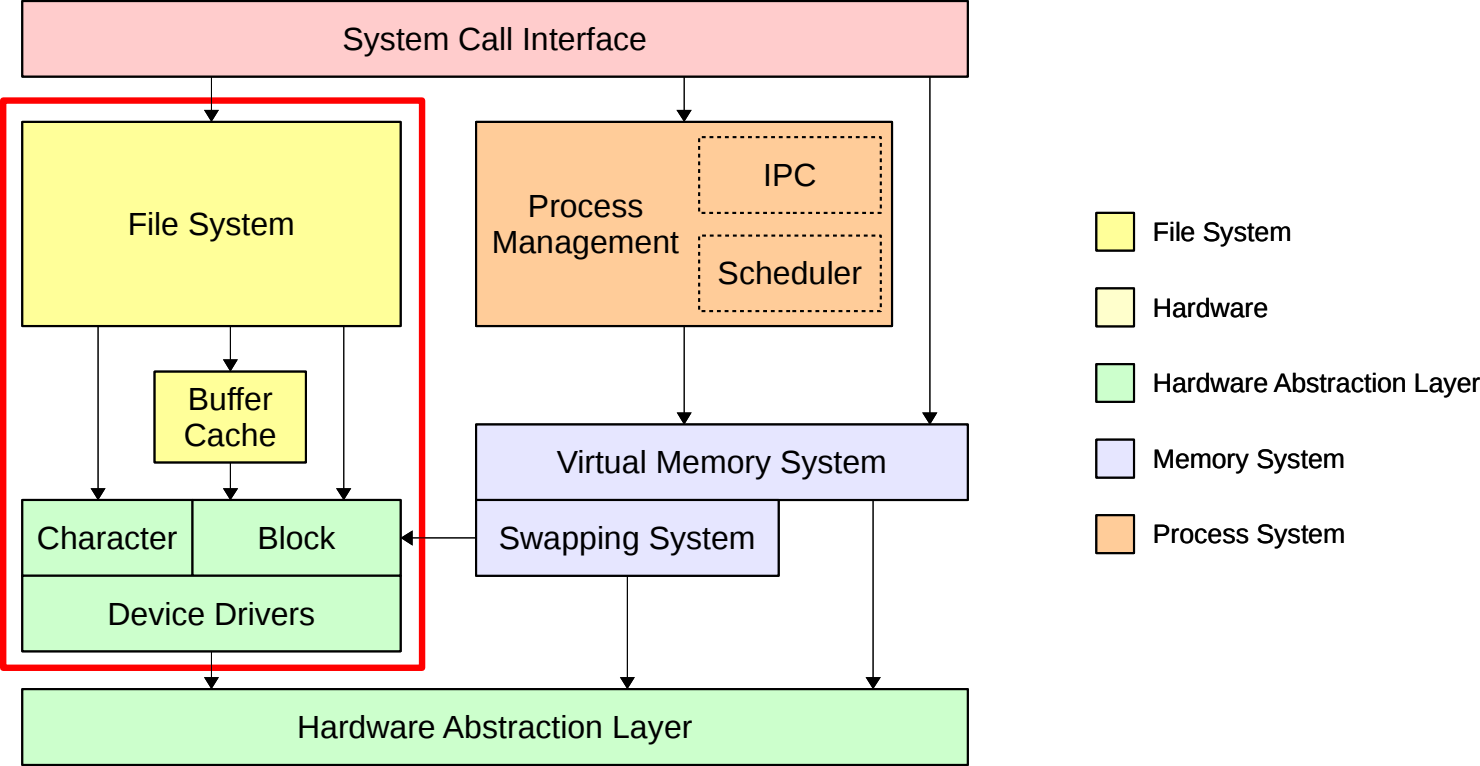 System Call Interface
File System
Process
Management
IPC
Scheduler
Buffer
Cache
Virtual Memory System
Character
Block
Swapping System
Device Drivers
Hardware Abstraction Layer
File System
Hardware
Hardware Abstraction Layer
Memory System
Process System